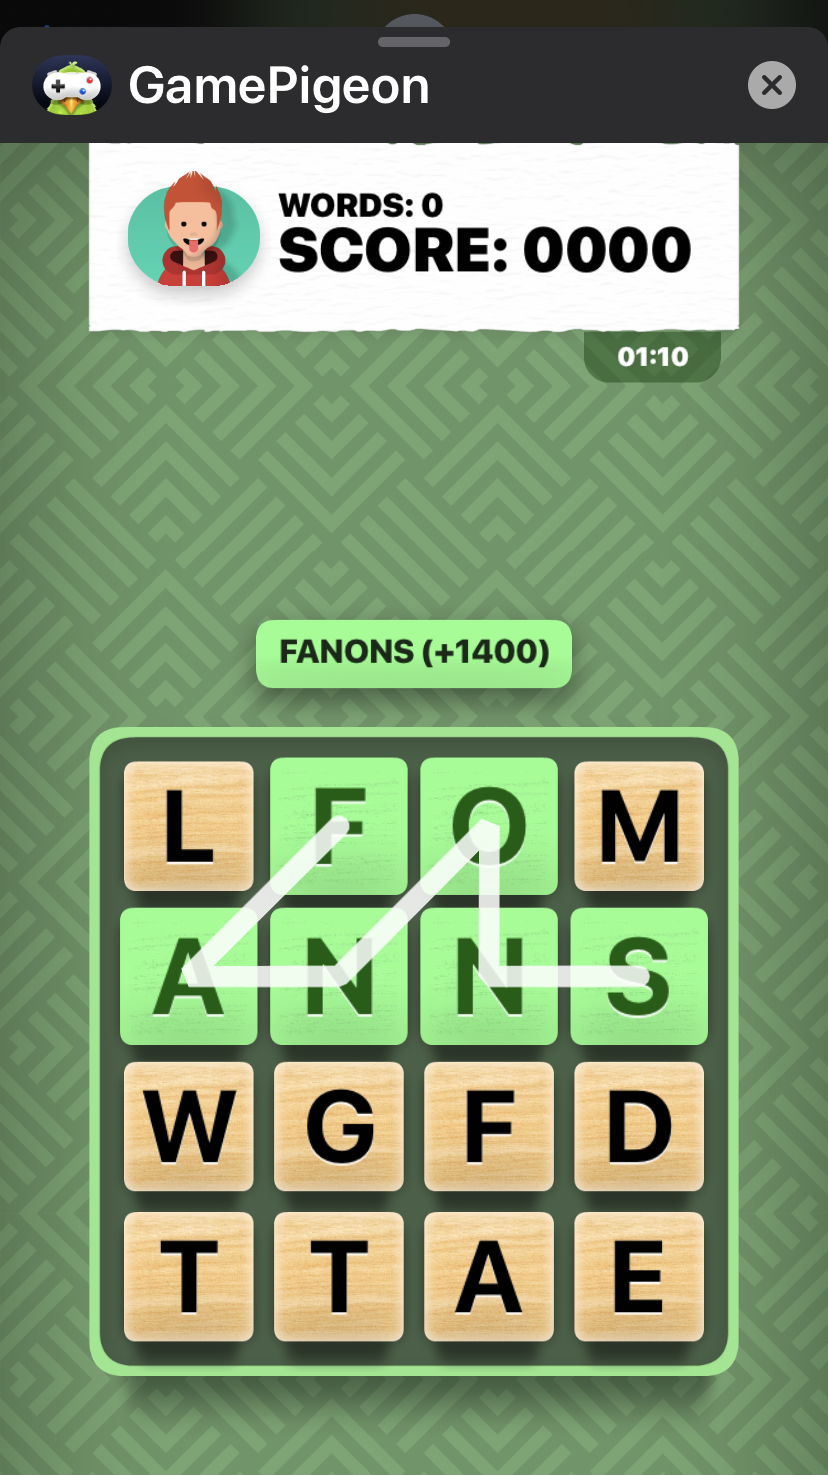 GamePigeon
WORDS: 0
SCORE: 0000
01:10
FANONS (+1400)
L F O M
A N N S
W G F D
T T A E